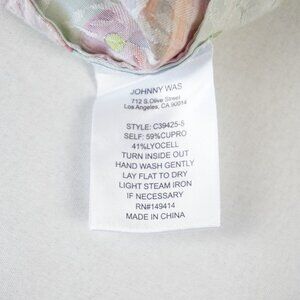 JOHNNY WAS
712 S.Olive Street
Los Angeles, CA 90014
STYLE: C39425-5
SELF: 59%CUPRO
41%LYOCELL
TURN INSIDE OUT
HAND WASH GENTLY
LAY FLAT TO DRY
LIGHT STEAM IRON
IF NECESSARY
RN#149414
MADE IN CHINA